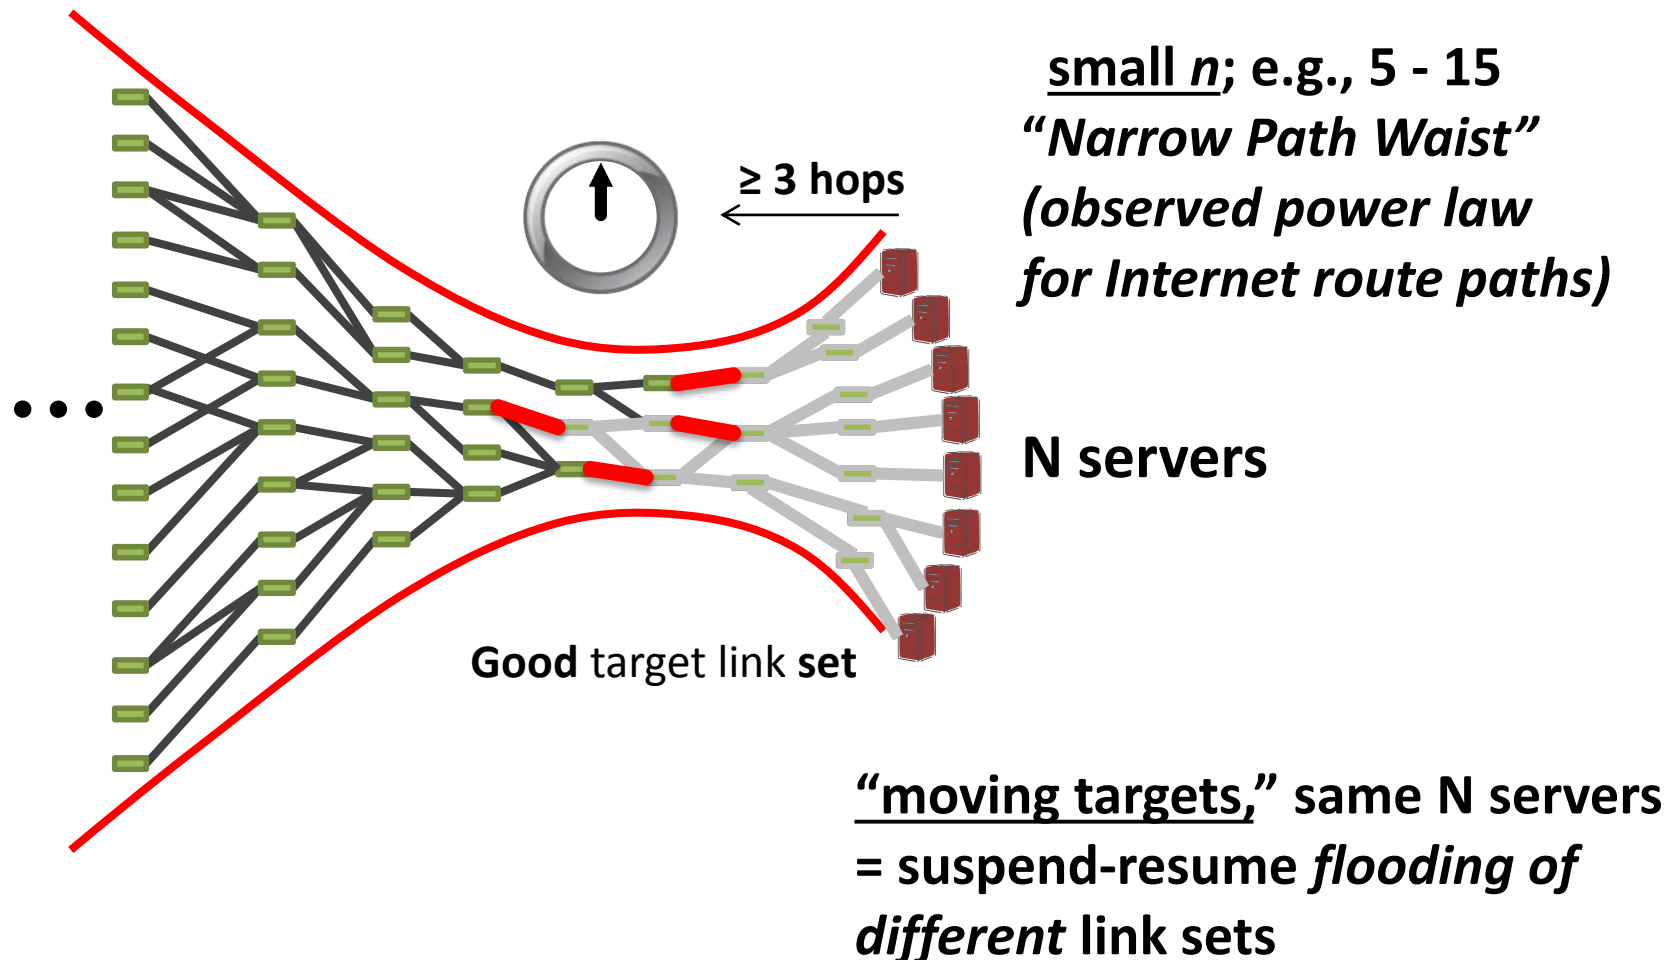 small n; e.g., 5 - 15
“Narrow Path Waist”
(observed power law
for Internet route paths)
≥ 3 hops
...
N servers
Good target link set
“moving targets,” same N servers
= suspend-resume flooding of
different link sets